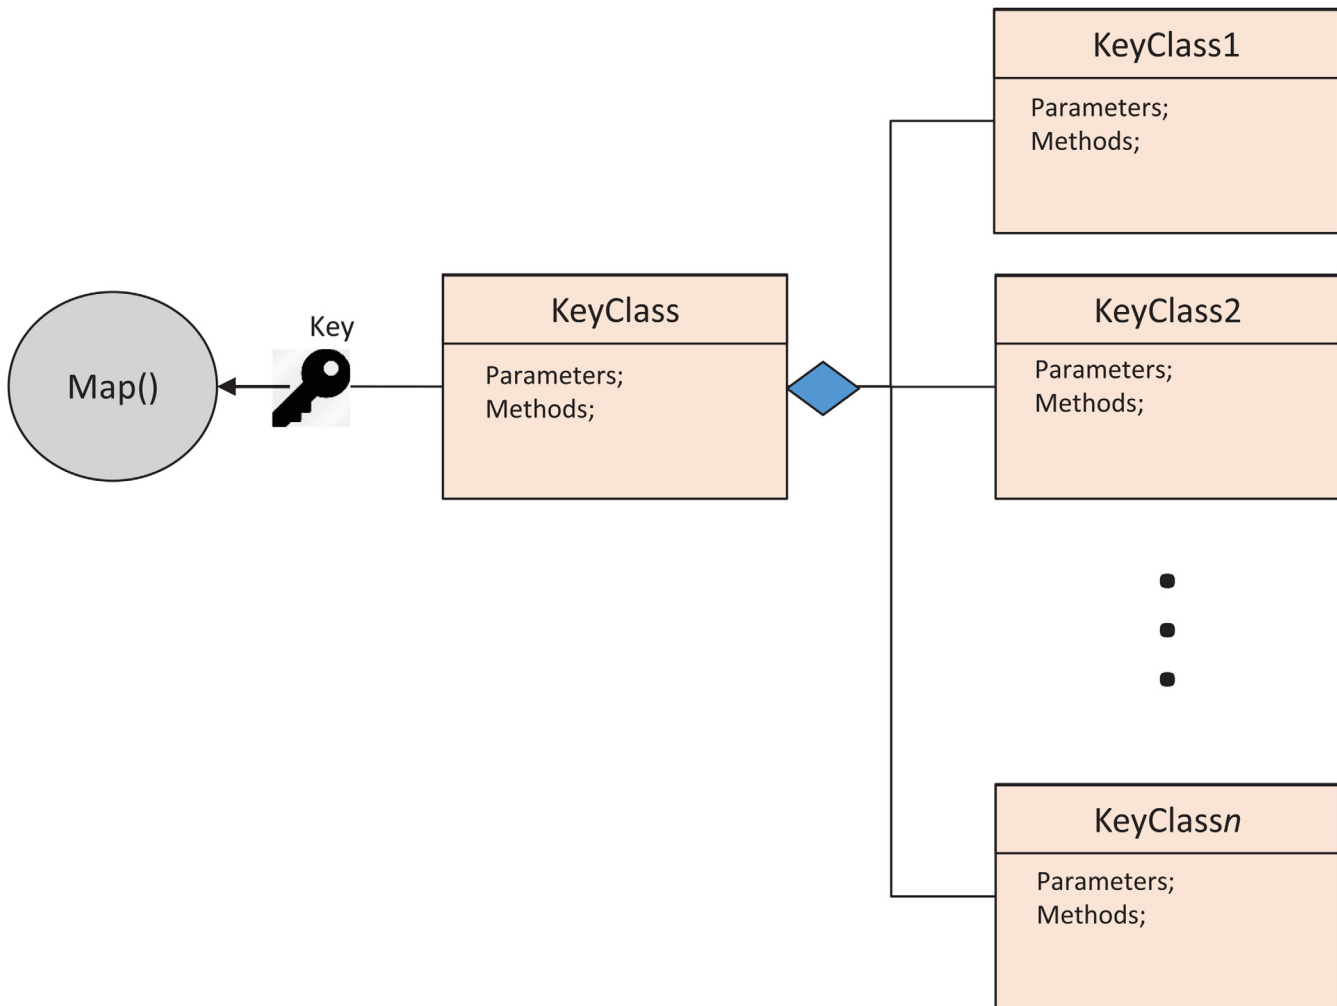 KeyClass1
Parameters;
Methods;
Key
Map()
KeyClass
Parameters;
Methods;
KeyClass2
Parameters;
Methods;
KeyClassn
Parameters;
Methods;